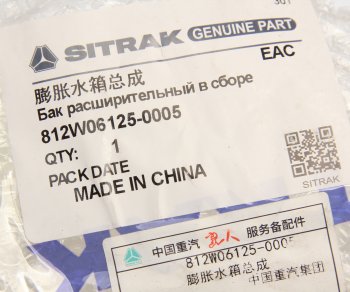 SITRAK GENUINE PART
EAC
膨胀水箱总成
Бак расширительный в сборе
812W06125-0005
QTY: 1
PACK DATE
MADE IN CHINA
SITRAK
中国重汽 亲人 服务备配件
812W06125-0005
膨胀水箱总成
中国重汽集团